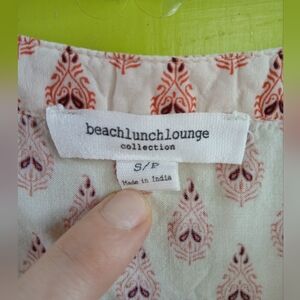 beachlunchlounge
collection
S/P
Made in India